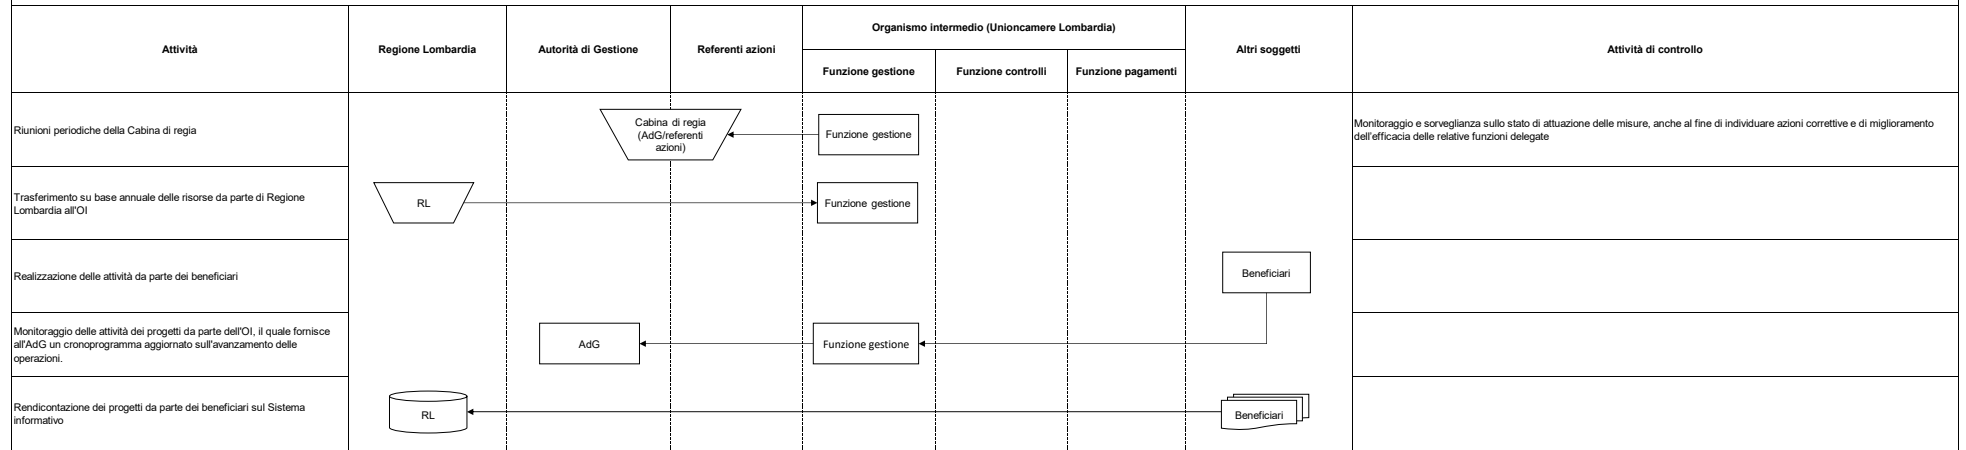 Organismo intermedio (Unioncamere Lombardia)
Attività
Regione Lombardia
Autorità di Gestione
Referenti azioni
Altri soggetti
Attività di controllo
Funzione gestione
Funzione controlli
Funzione pagamenti
Riunioni periodiche della Cabina di regia
Cabina di regia
(AdG/referenti
azioni)
Funzione gestione
Monitoraggio e sorveglianza sullo stato di attuazione delle misure, anche al fine di individuare azioni correttive e di miglioramento
dell'efficacia delle relative funzioni delegate
Trasferimento su base annuale delle risorse da parte di Regione
Lombardia all'OI
RL
Funzione gestione
Realizzazione delle attività da parte dei beneficiari
Beneficiari
Monitoraggio delle attività dei progetti da parte dell'OI, il quale fornisce
all'AdG un cronoprogramma aggiornato sull'avanzamento delle
operazioni.
AdG
Funzione gestione
Rendicontazione dei progetti da parte dei beneficiari sul Sistema
informativo
RL
Beneficiari